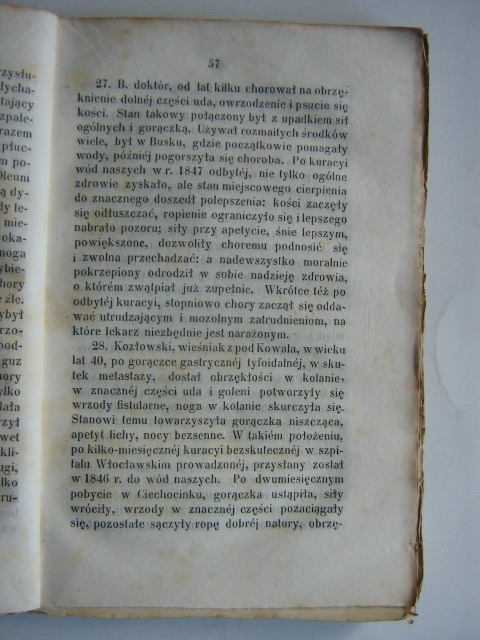 57
27. B. doktór, od lat kilku chorował na obrzę-
knienie dolnéj części uda, owrzodzenie i psucie się
kości. Stan takowy połączony był z upadkiem sił
ogólnych i gorączką. Używał rozmaitych środków
wiele, był w Busku, gdzie początkowie pomagały
wody, późniéj pogorszyła się choroba. Po kuracyi
wód naszych w r. 1847 odbytéj, nie tylko ogólne
zdrowie zyskało, ale stan miejscowego cierpienia
do znacznego doszedł polepszenia: kości zaczęły
się odłuszczać, ropienie ograniczyło się i lepszego
nabrało pozoru; siły przy apetycie, śnie lepszym,
powiększone, dozwoliły choremu podnosić się
i zwolna przechadzać: a nadewszystko moralnie
pokrzepiony odrodził w sobie nadzieję zdrowia,
o którém zwątpiał już zupełnie. Wkrótce téż po
odbytéj kuracyi, stopniowo chory zaczął się odda-
wać utrudzającym i mozolnym zatrudnieniom, na
które lekarz niezbędnie jest narażonym.
28. Kozłowski, wieśniak z pod Kowala, w wieku
lat 40, po gorączce gastrycznéj tyfoidalnéj, w sku-
tek metastazy, dostał obrzękłości w kolanie,
w znacznéj części uda i goleni potworzyły się
wrzody fistularne, noga w kolanie skurczyła się.
Stanowi temu towarzyszyła gorączka niszcząca,
apetyt lichy, nocy bezsenne. W takiém położeniu,
po kilko-miesięcznéj kuracyi bezskutecznéj w szpi-
talu Włocławskim prowadzonéj, przysłany został
w 1846 r. do wód naszych. Po dwumiesięcznym
pobycie w Ciechocinku, gorączka ustąpiła, siły
wróciły, wrzody w znacznéj części pozaciągały
się, pozostałe sączyły ropę dobréj natury, obrzę-